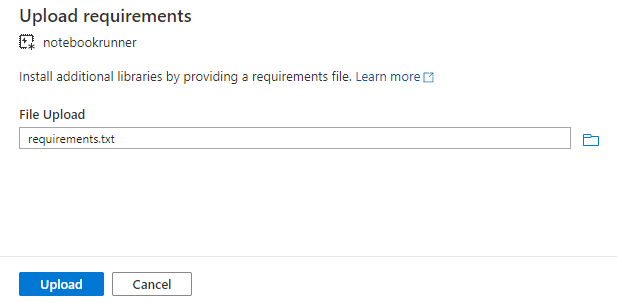 Upload requirements
notebookrunner
Install additional libraries by providing a requirements file. Learn more
File Upload
requirements.txt
Upload Cancel